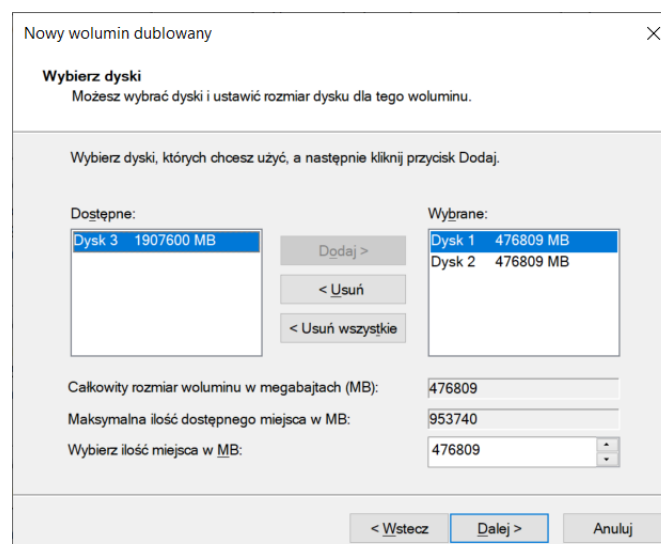 Nowy wolumin dublowany
Wybierz dyski
Możesz wybrać dyski i ustawić rozmiar dysku dla tego woluminu.
Wybierz dyski, których chcesz użyć, a następnie kliknij przycisk Dodaj.
Dostępne:
Wybrane:
Dysk 3 1907600 MB
Dysk 1 476809 MB
Dysk 2 476809 MB
Dodaj >
< Usuń
< Usuń wszystkie
Całkowity rozmiar woluminu w megabajtach (MB): 476809
Maksymalna ilość dostępnego miejsca w MB: 953740
Wybierz ilość miejsca w MB: 476809
< Wstecz Dalej > Anuluj